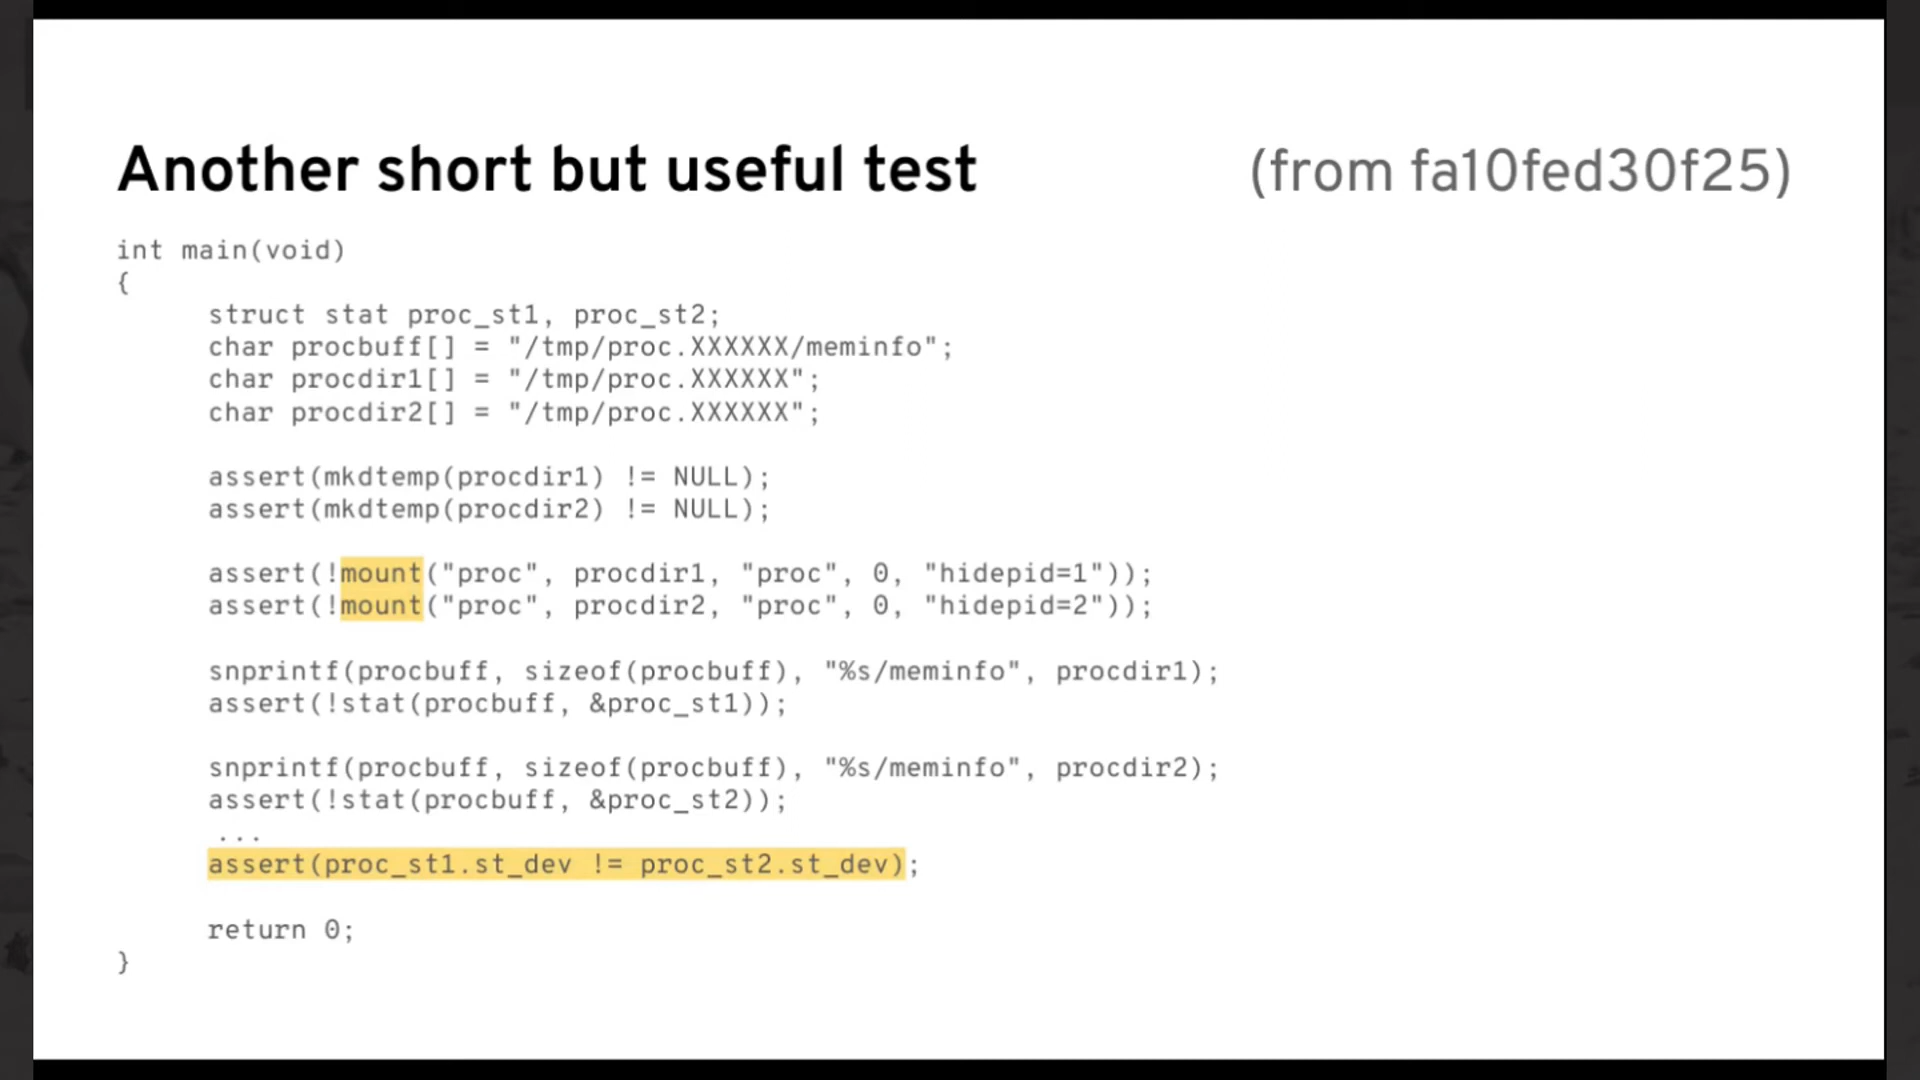 Another short but useful test
(from fa10fed30f25)
int main(void)
{
struct stat proc_st1, proc_st2;
char procbuff[] = "/tmp/proc.XXXXXX/meminfo";
char procdir1[] = "/tmp/proc.XXXXXX";
char procdir2[] = "/tmp/proc.XXXXXX";
assert(mkdtemp(procdir1) != NULL);
assert(mkdtemp(procdir2) != NULL);
assert(!mount("proc", procdir1, "proc", 0, "hidepid=1"));
assert(!mount("proc", procdir2, "proc", 0, "hidepid=2"));
snprintf(procbuff, sizeof(procbuff), "%s/meminfo", procdir1);
assert(!stat(procbuff, &proc_st1));
snprintf(procbuff, sizeof(procbuff), "%s/meminfo", procdir2);
assert(!stat(procbuff, &proc_st2));
...
assert(proc_st1.st_dev != proc_st2.st_dev);
return 0;
}